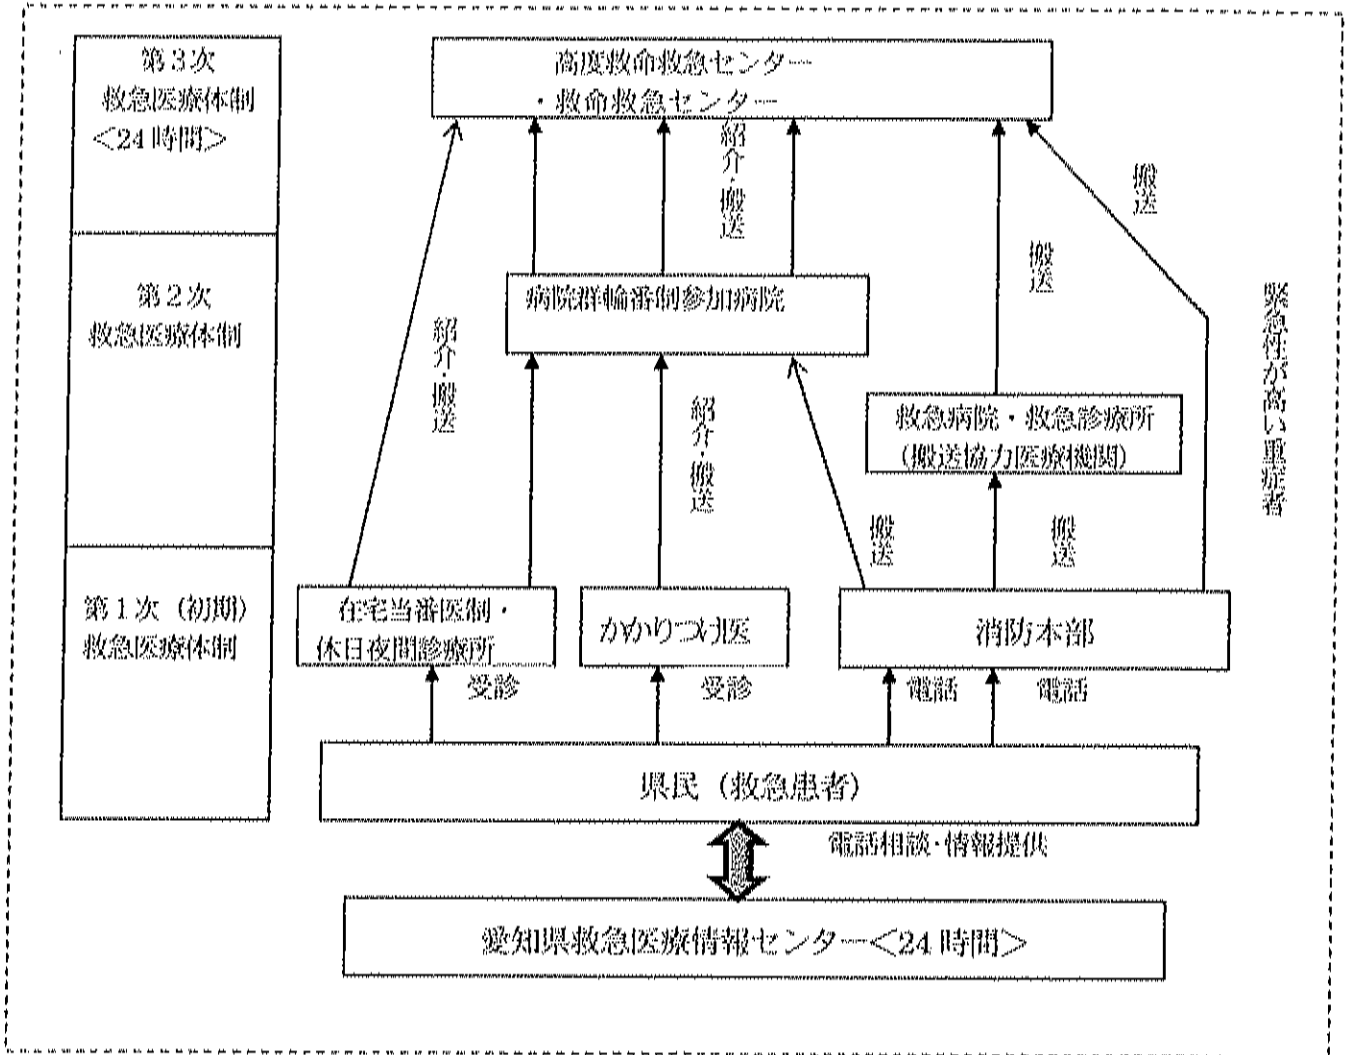 第３次
救急医療体制
＜24 時間＞
高度救命救急センター
・救命救急センター
紹介・搬送
搬送
搬送
第２次
救急医療体制
病院群輪番制参加病院
緊急性が高い重症者
紹介・搬送
紹介・搬送
救急病院・救急診療所
（搬送協力医療機関）
搬送
搬送
第１次（初期）
救急医療体制
在宅当番医制・
休日夜間診療所
かかりつけ医
消防本部
受診
受診
電話
電話
県民（救急患者）
電話相談・情報提供
愛知県救急医療情報センター＜24 時間＞